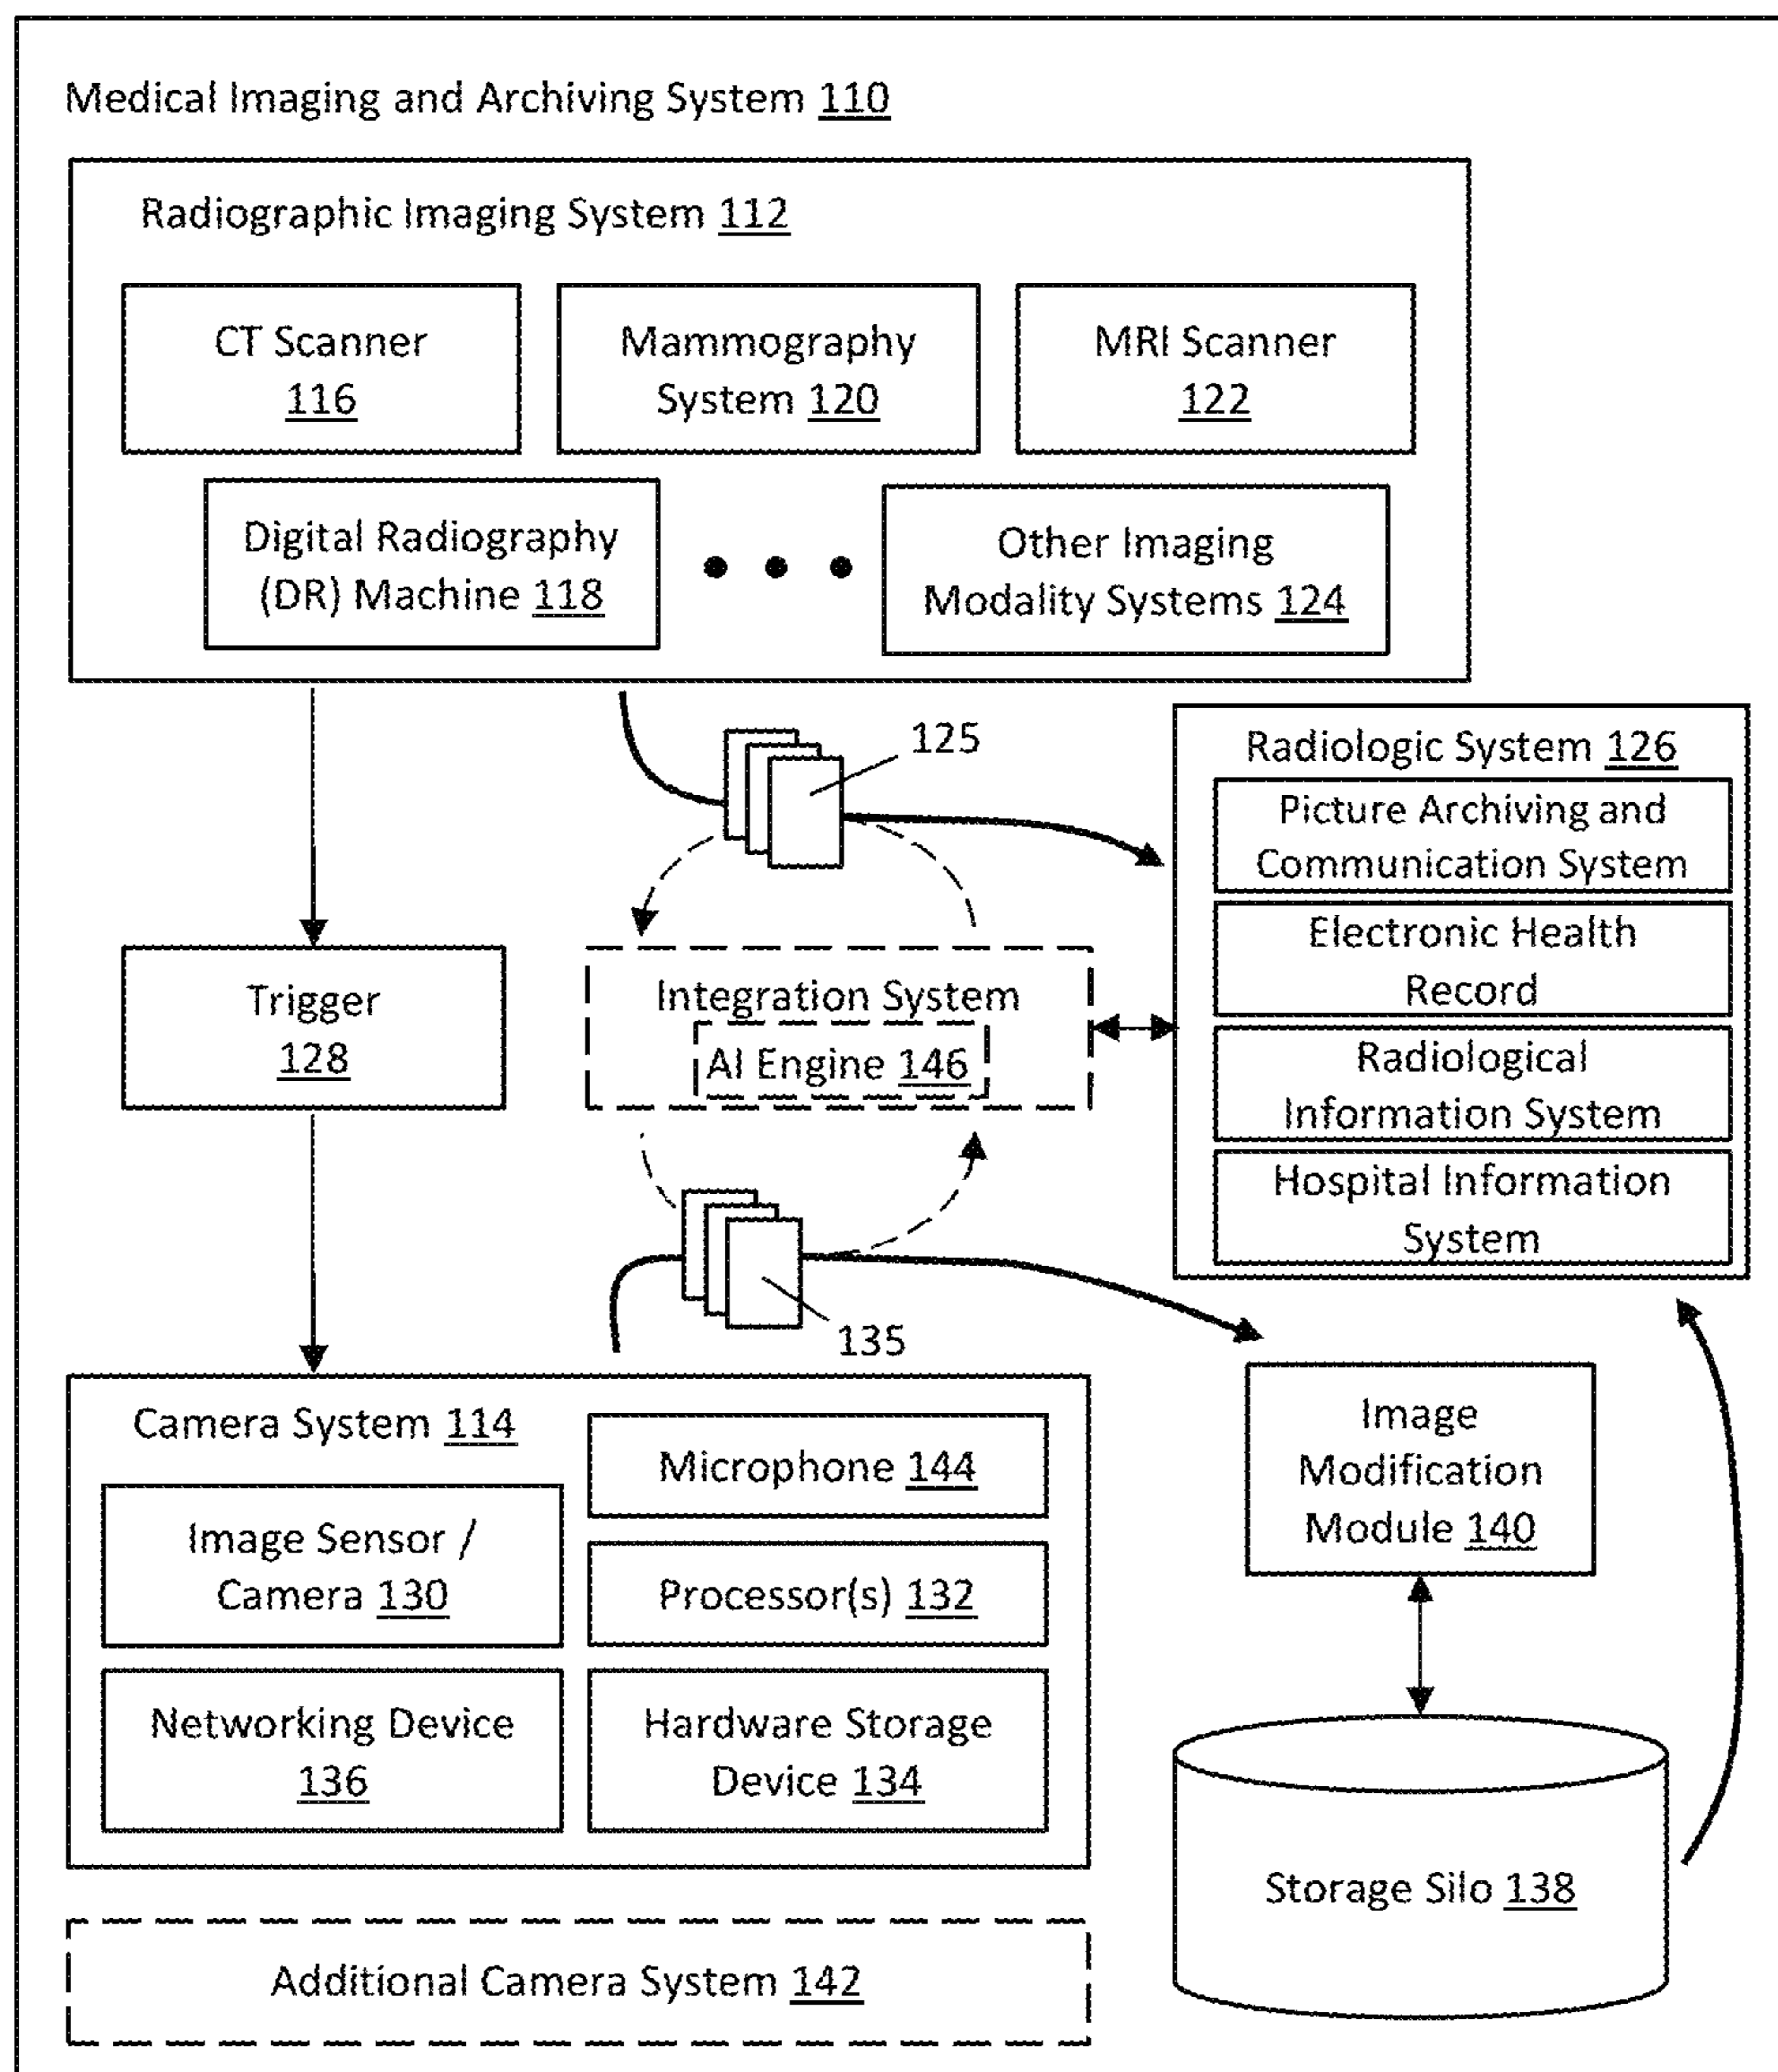 Medical Imaging and Archiving System 110
Radiographic Imaging System 112
CT Scanner
116
Mammography
System 120
MRI Scanner
122
Digital Radiography
(DR) Machine 118
Other Imaging
Modality Systems 124
125
Radiologic System 126
Picture Archiving and
Communication System
Electronic Health
Record
Radiological
Information System
Hospital Information
System
Trigger
128
Integration System
AI Engine 146
135
Camera System 114
Microphone 144
Image Sensor /
Camera 130
Processor(s) 132
Networking Device
136
Hardware Storage
Device 134
Image
Modification
Module 140
Storage Silo 138
Additional Camera System 142